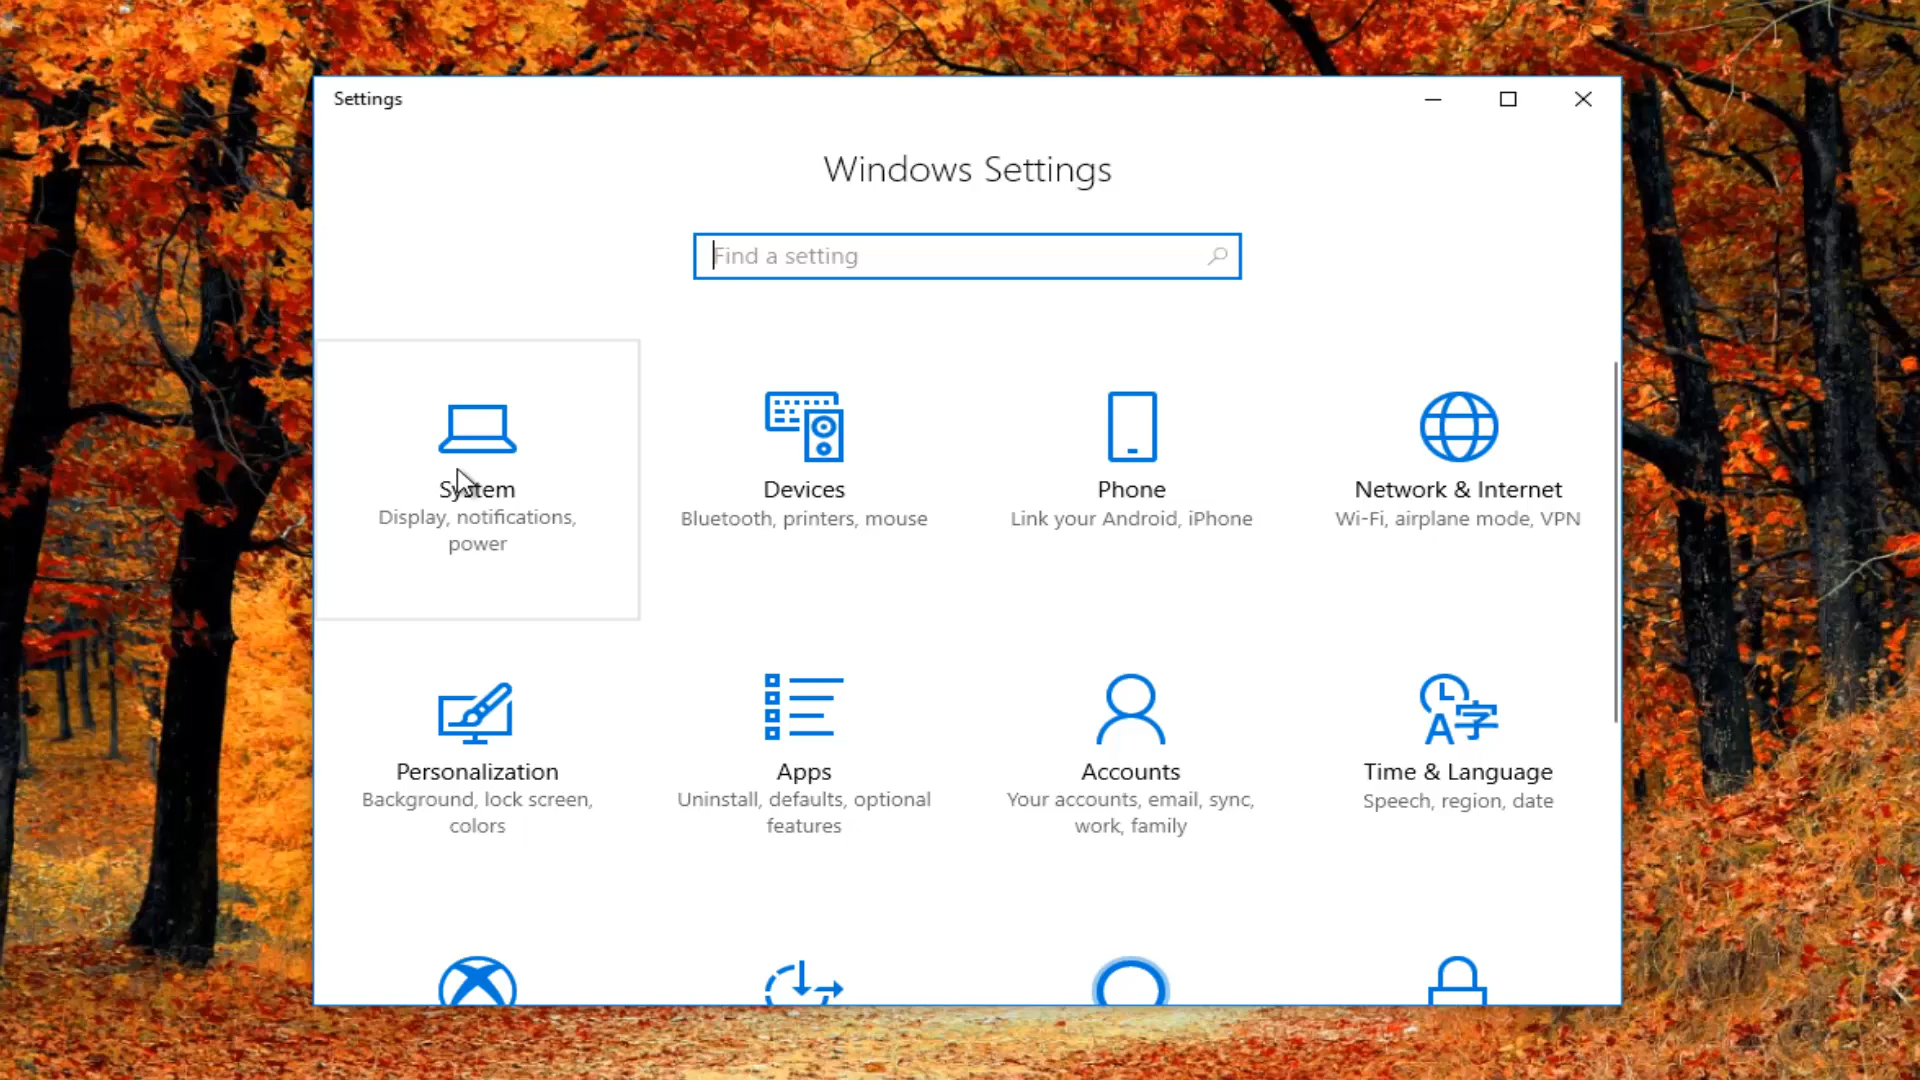 Settings
Windows Settings
Find a setting
System
Display, notifications,
power
Devices
Bluetooth, printers, mouse
Phone
Link your Android, iPhone
Network & Internet
Wi-Fi, airplane mode, VPN
Personalization
Background, lock screen,
colors
Apps
Uninstall, defaults, optional
features
Accounts
Your accounts, email, sync,
work, family
A字
Time & Language
Speech, region, date